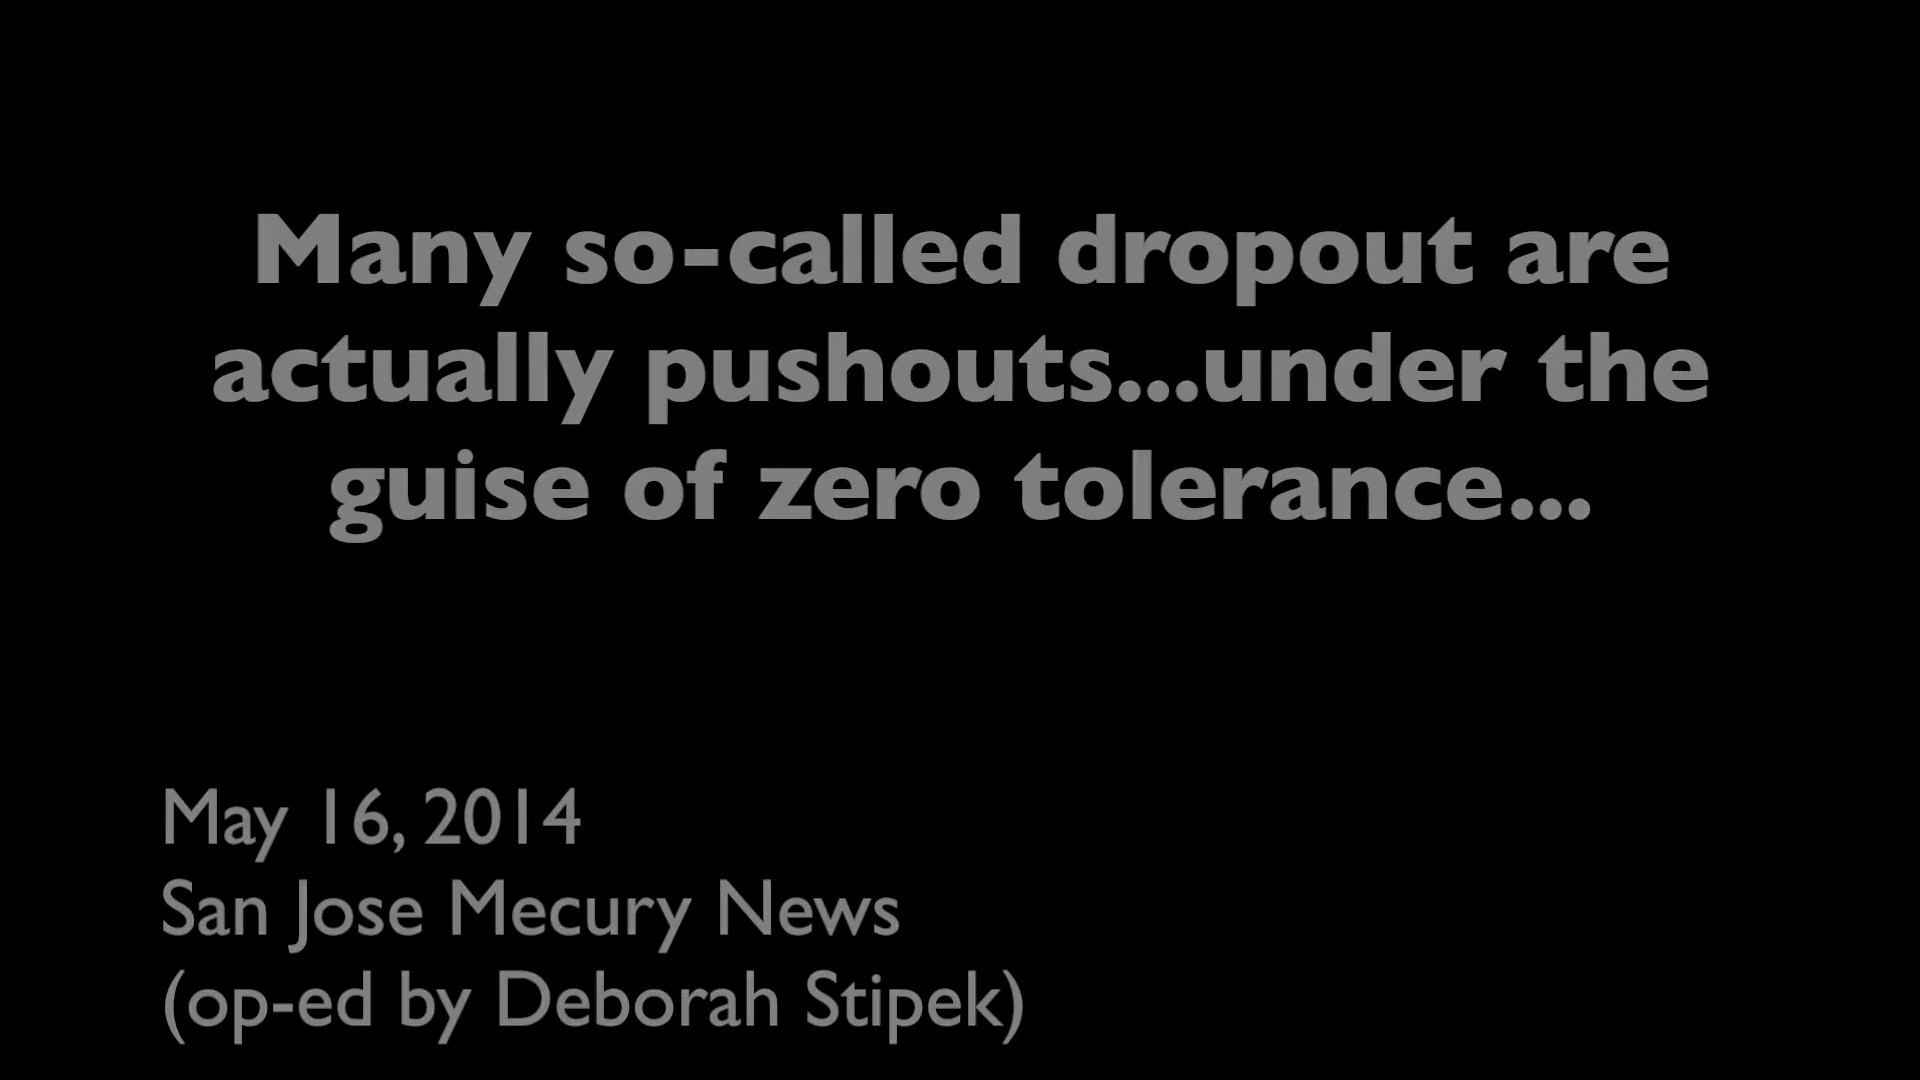 Many so-called dropout are
actually pushouts...under the
guise of zero tolerance...
May 16, 2014
San Jose Mecury News
(op-ed by Deborah Stipek)